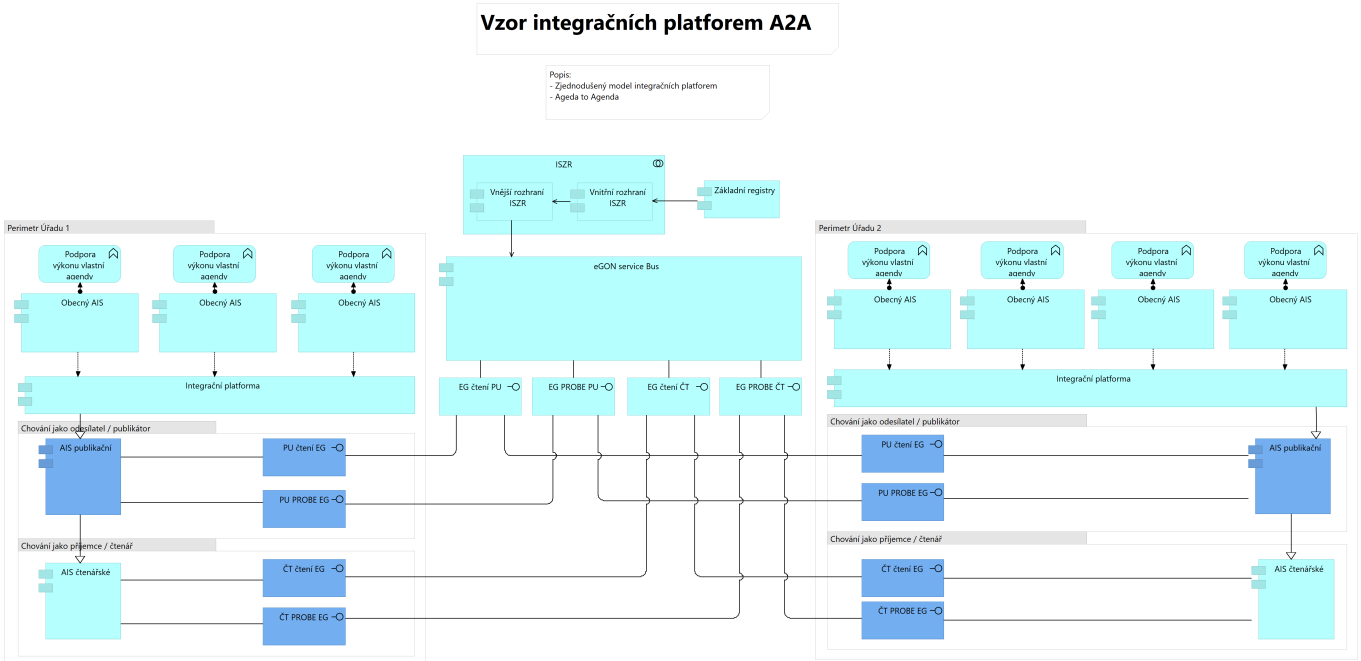 Vzor integračních platforem A2A
Popis:
- Zjednodušený model integračních platforem
- Ageda to Agenda
ISZR
Vnější rozhraní
ISZR
Vnitřní rozhraní
ISZR
Základní registry
eGON service Bus
EG čtení PU
EG PROBE PU
EG čtení ČT
EG PROBE ČT
Perimetr Úřadu 1
Podpora
výkonu vlastní
agendy
Podpora
výkonu vlastní
agendy
Podpora
výkonu vlastní
agendy
Obecný AIS
Obecný AIS
Obecný AIS
Integrační platforma
Chování jako odesílatel / publikátor
AIS publikační
PU čtení EG
PU PROBE EG
Chování jako příjemce / čtenář
AIS čtenářské
ČT čtení EG
ČT PROBE EG
Perimetr Úřadu 2
Podpora
výkonu vlastní
agendy
Podpora
výkonu vlastní
agendy
Podpora
výkonu vlastní
agendy
Podpora
výkonu vlastní
agendy
Obecný AIS
Obecný AIS
Obecný AIS
Obecný AIS
Integrační platforma
Chování jako odesílatel / publikátor
PU čtení EG
AIS publikační
PU PROBE EG
Chování jako příjemce / čtenář
ČT čtení EG
AIS čtenářské
ČT PROBE EG